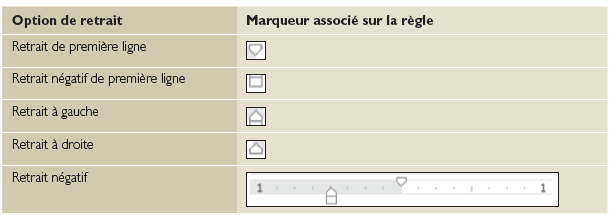 Option de retrait Marqueur associé sur la règle
Retrait de première ligne
Retrait négatif de première ligne
Retrait à gauche
Retrait à droite
Retrait négatif
1 1